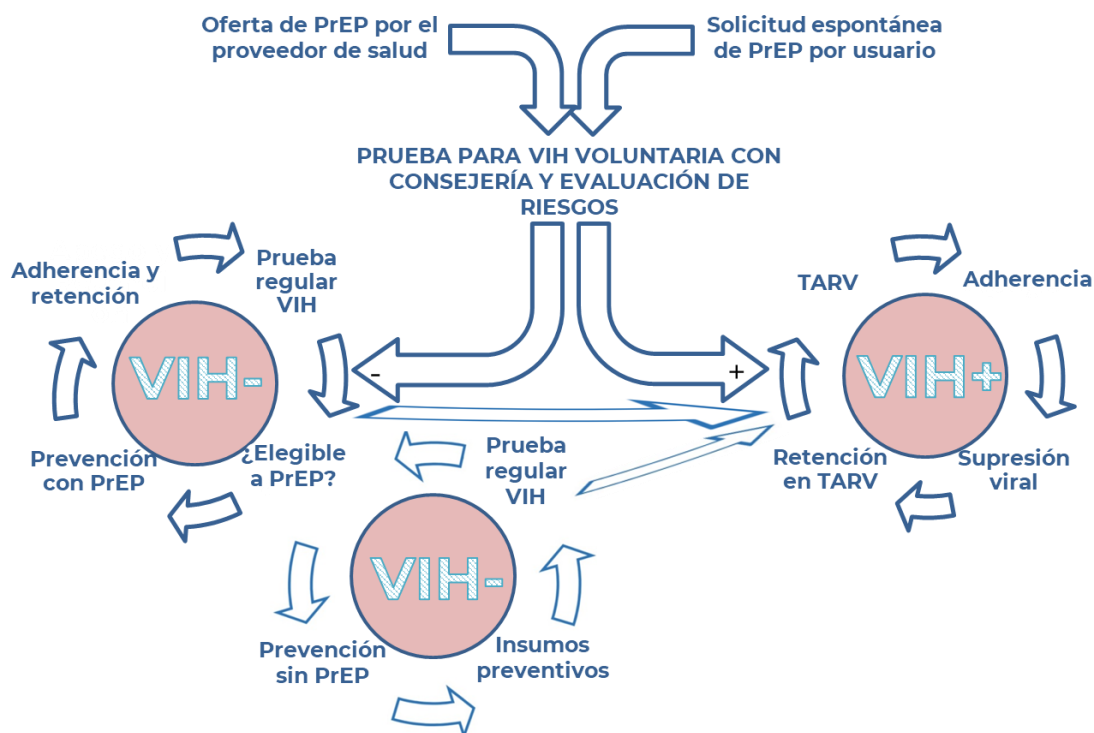 Oferta de PrEP por el
proveedor de salud
Solicitud espontánea
de PrEP por usuario
PRUEBA PARA VIH VOLUNTARIA CON
CONSEJERÍA Y EVALUACIÓN DE
RIESGOS
Adherencia y
retención
Prueba
regular
VIH
VIH-
-
Prevención
con PrEP
¿Elegible
a PrEP?
TARV
Adherencia
+
VIH+
Retención
en TARV
Supresión
viral
Prueba
regular
VIH
VIH-
Prevención
sin PrEP
Insumos
preventivos